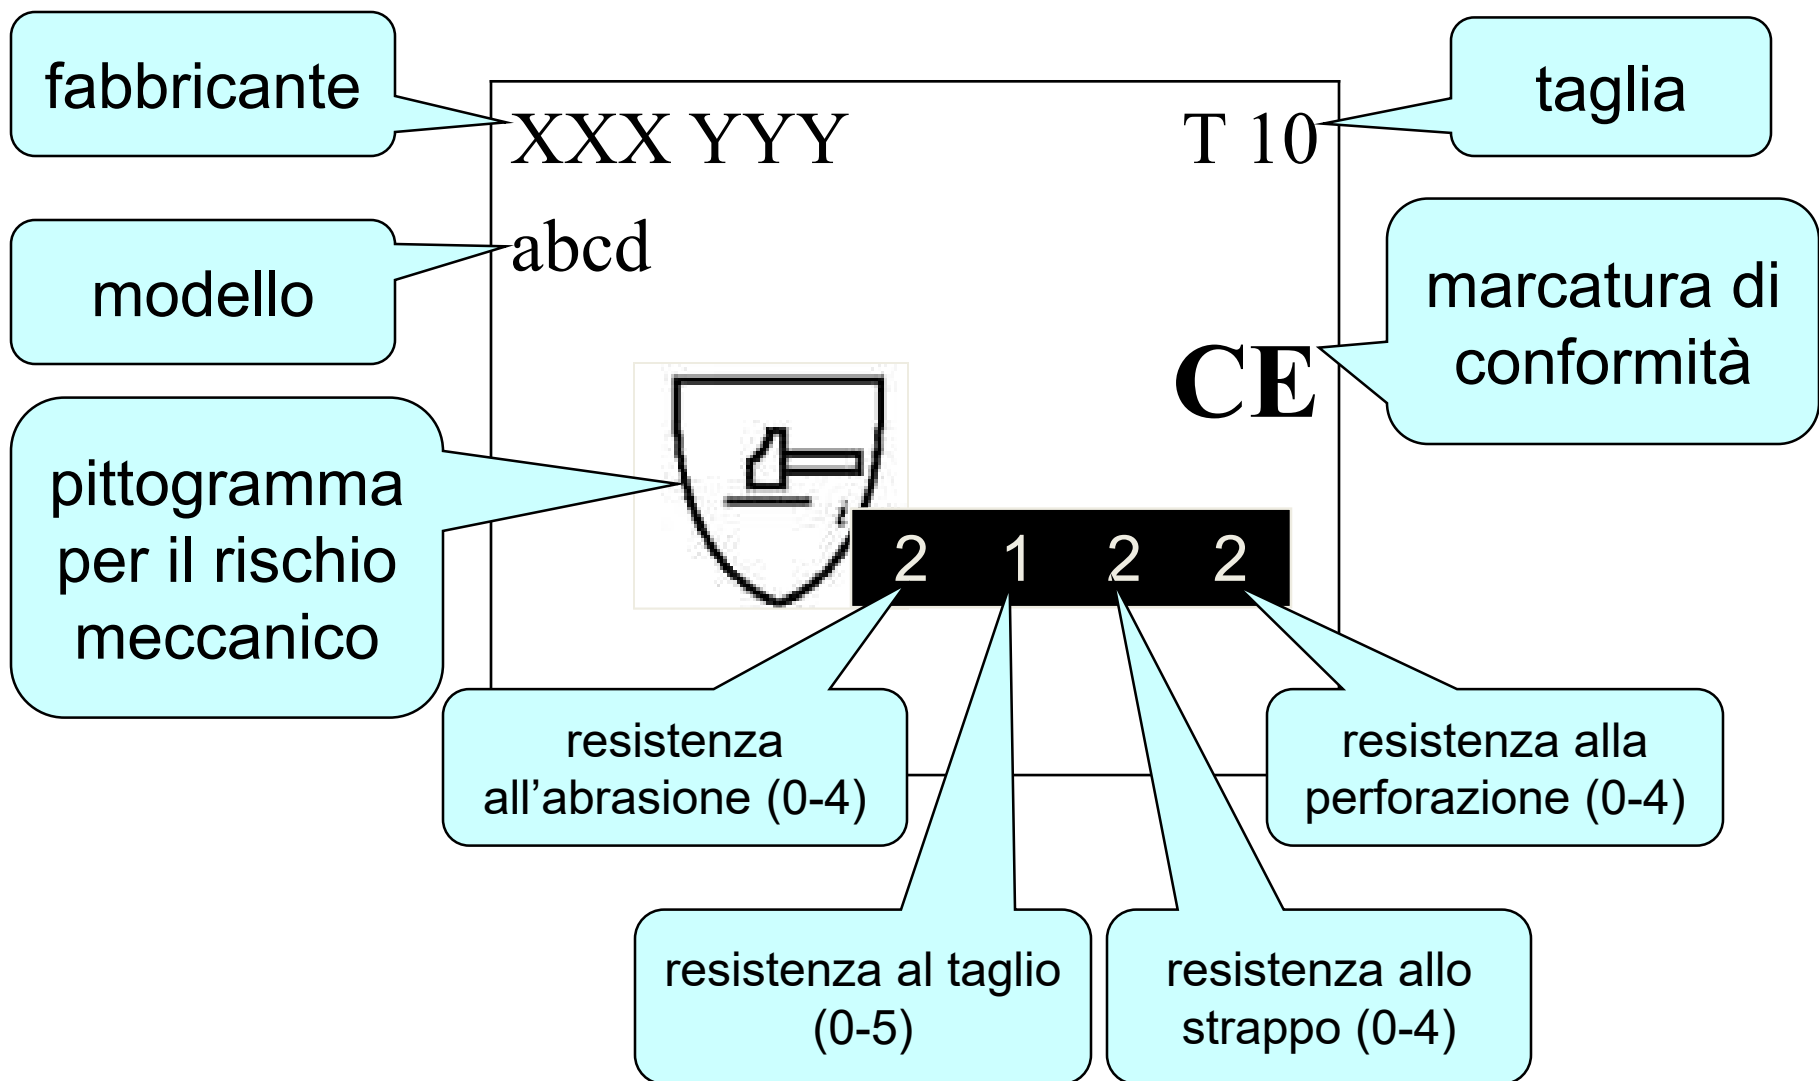 fabbricante
taglia
XXX YYY
T 10
abcd
modello
marcatura di
conformità
CE
pittogramma
per il rischio
meccanico
2 1 2 2
resistenza
all’abrasione (0-4)
resistenza alla
perforazione (0-4)
resistenza al taglio
(0-5)
resistenza allo
strappo (0-4)